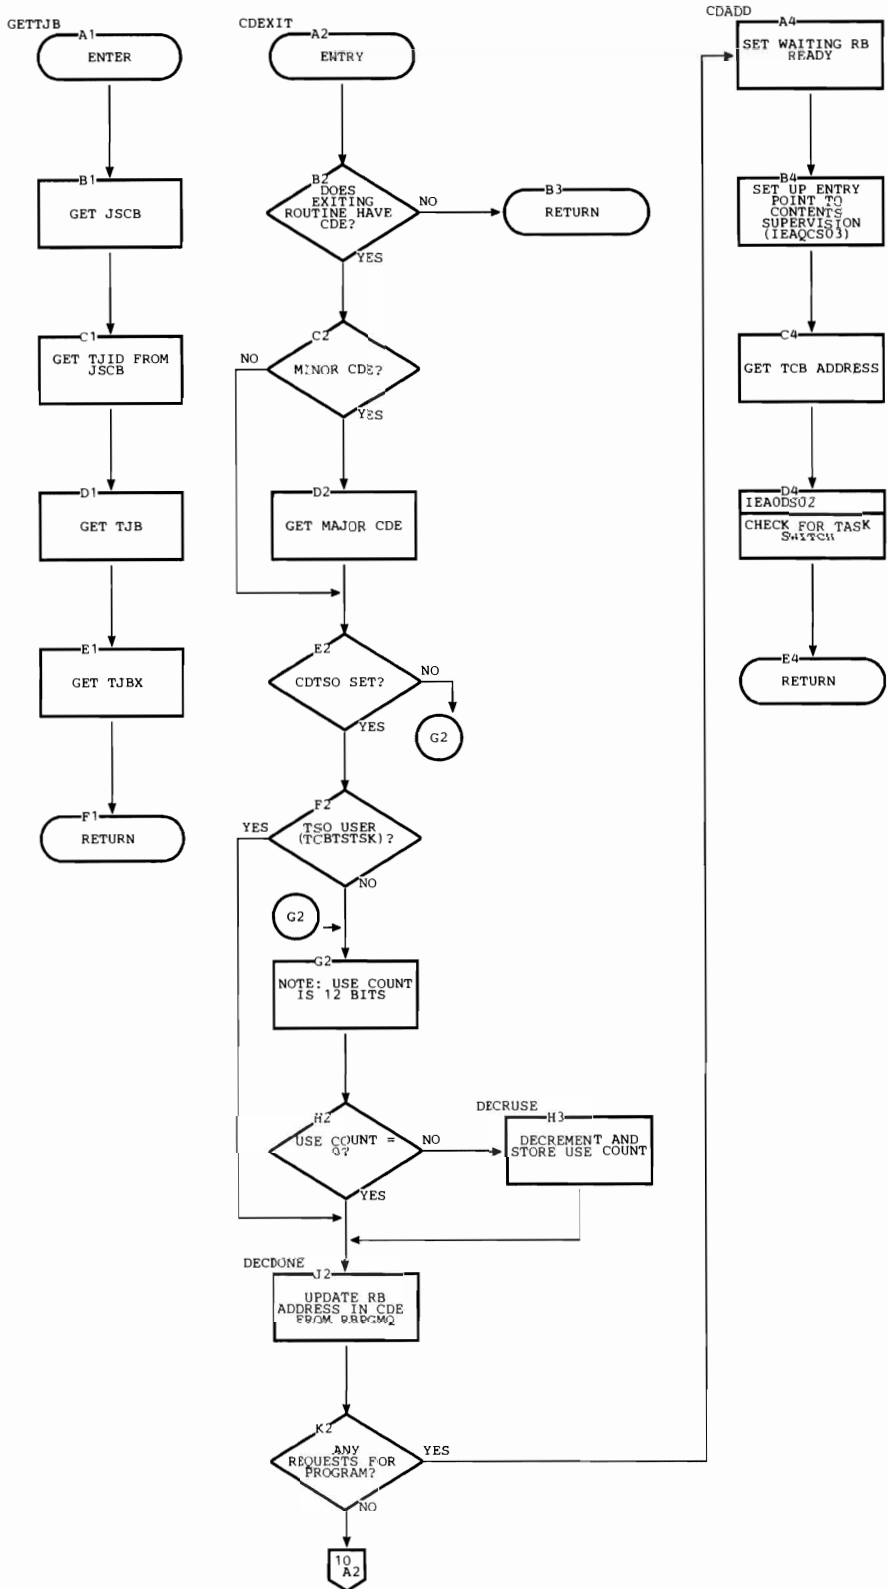 GETTJB
A1
ENTER
B1
GET JSCB
C1
GET TJID FROM
JSCB
D1
GET TJB
E1
GET TJBX
F1
RETURN
CDEXIT
A2
ENTRY
B2
DOES
EXITING
ROUTINE HAVE
CDE?
NO
YES
B3
RETURN
C2
MINOR CDE?
NO
YES
D2
GET MAJOR CDE
E2
CDTSO SET?
NO
YES
G2
F2
TSO USER
(TCBTSTSK)?
YES
NO
G2
G2
NOTE: USE COUNT
IS 12 BITS
H2
USE COUNT =
0?
NO
YES
DECRUSE
H3
DECREMENT AND
STORE USE COUNT
DECDONE
J2
UPDATE RB
ADDRESS IN CDE
FROM RBPGMQ
K2
ANY
REQUESTS FOR
PROGRAM?
YES
NO
10
A2
CDADD
A4
SET WAITING RB
READY
B4
SET UP ENTRY
POINT TO
CONTENTS
SUPERVISION
(IEAQCS03)
C4
GET TCB ADDRESS
D4
IEAODS02
CHECK FOR TASK
SWITCH
E4
RETURN